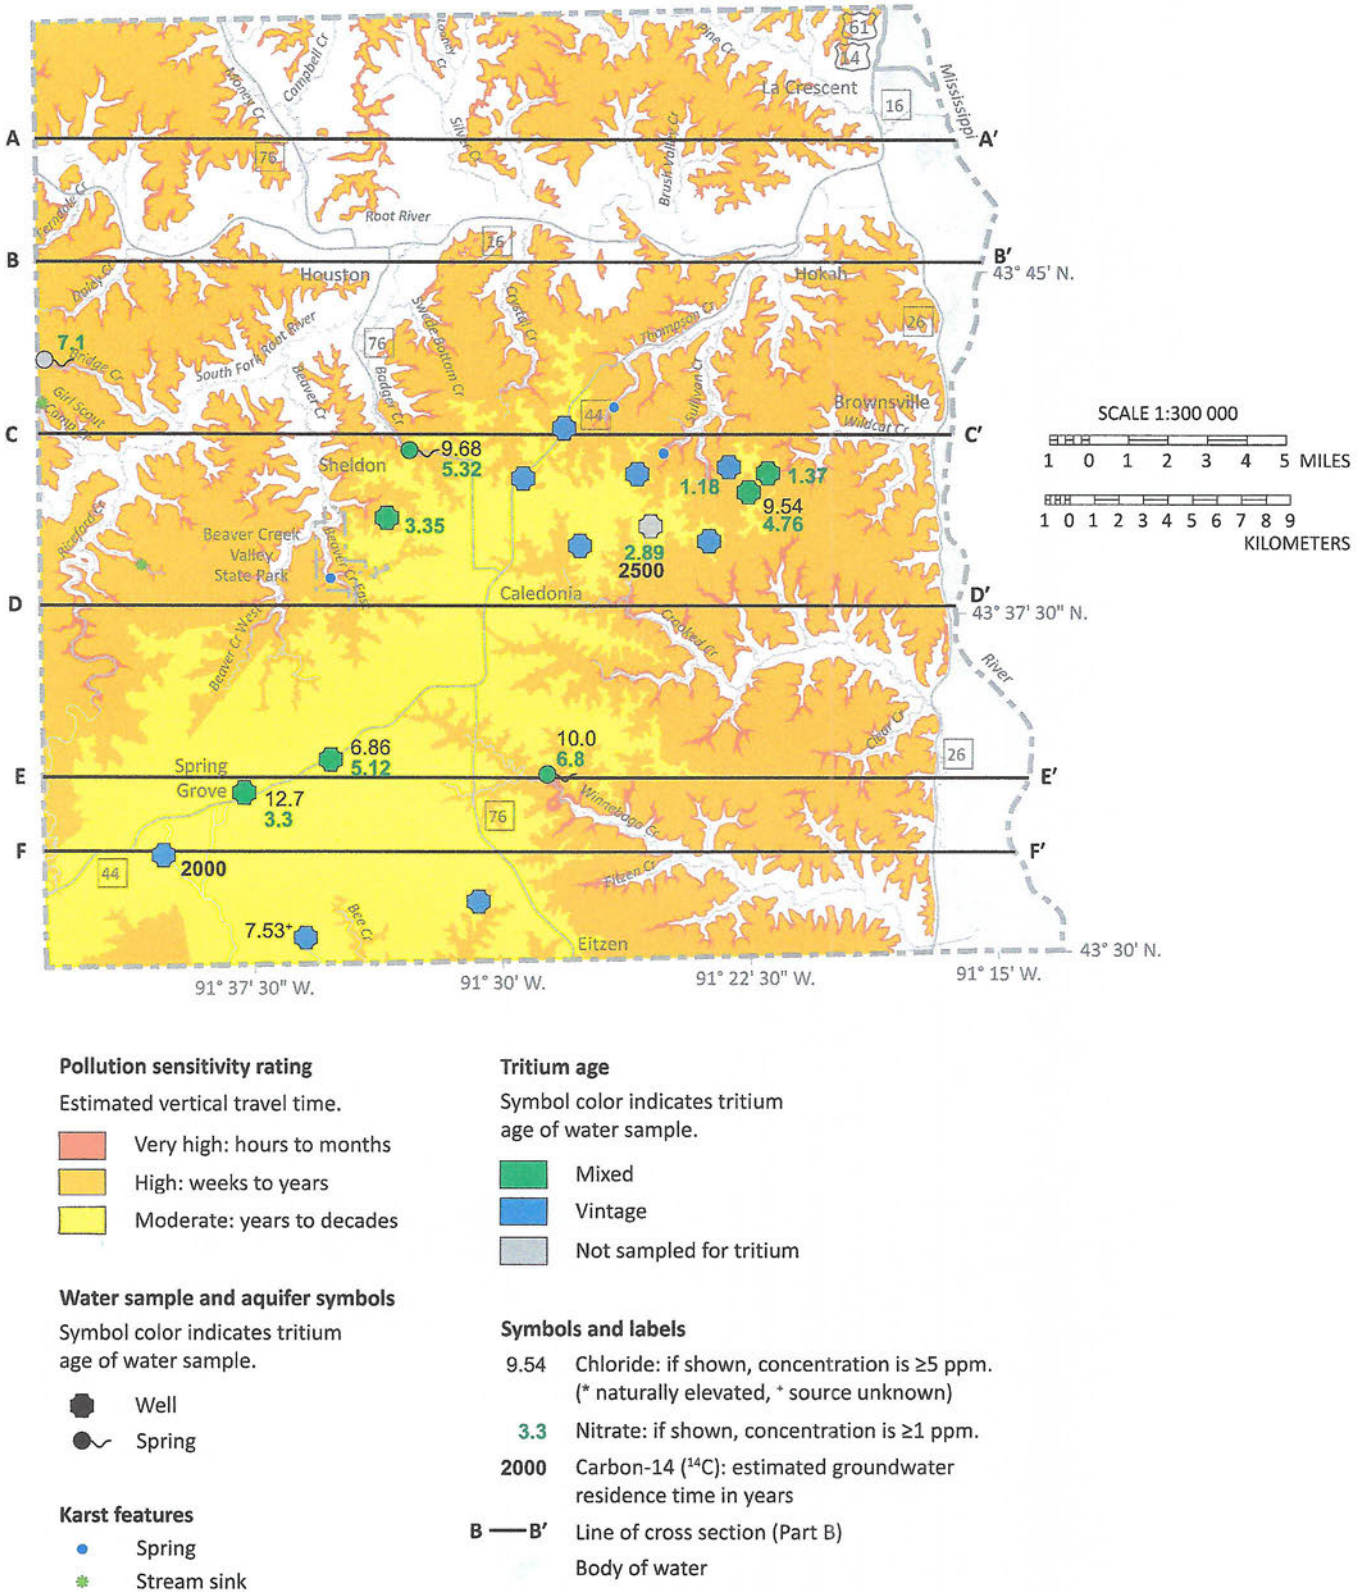 61
14
Pine Cr
Looney Cr
Campbell Cr
Money Cr
La Crescent
Mississippi
16
A
A'
76
Silver Cr
Brush Valley Cr
Root River
16
B
B'
43° 45' N.
Houston
Hokah
Daley Cr
Crystal Cr
Swede Bottom Cr
Thompson Cr
26
76
7.1
Bridge Cr
South Fork Root River
Beaver Cr
Badger Cr
Sullivan Cr
Girl Scout
Camp Cr
44
Brownsville
Wildcat Cr
C
C'
SCALE 1:300 000
1 0 1 2 3 4 5 MILES
1 0 1 2 3 4 5 6 7 8 9
KILOMETERS
9.68
5.32
Sheldon
1.18
1.37
9.54
4.76
3.35
Riceford Cr
Beaver Creek
Valley
State Park
Beaver Cr East
2.89
2500
Caledonia
D
D'
43° 37' 30" N.
Beaver Cr West
Crooked Cr
River
Clear Cr
26
10.0
6.8
6.86
5.12
Spring
Grove
E
E'
12.7
3.3
76
Winnebago Cr
F
F'
44
2000
Eitzen Cr
7.53+
Bee Cr
Eitzen
43° 30' N.
91° 37' 30" W.
91° 30' W.
91° 22' 30" W.
91° 15' W.
Pollution sensitivity rating
Estimated vertical travel time.
Very high: hours to months
High: weeks to years
Moderate: years to decades
Water sample and aquifer symbols
Symbol color indicates tritium
age of water sample.
Well
Spring
Karst features
Spring
Stream sink
Tritium age
Symbol color indicates tritium
age of water sample.
Mixed
Vintage
Not sampled for tritium
Symbols and labels
9.54 Chloride: if shown, concentration is ≥5 ppm.
(* naturally elevated, + source unknown)
3.3 Nitrate: if shown, concentration is ≥1 ppm.
2000 Carbon-14 (¹⁴C): estimated groundwater
residence time in years
B — B' Line of cross section (Part B)
Body of water